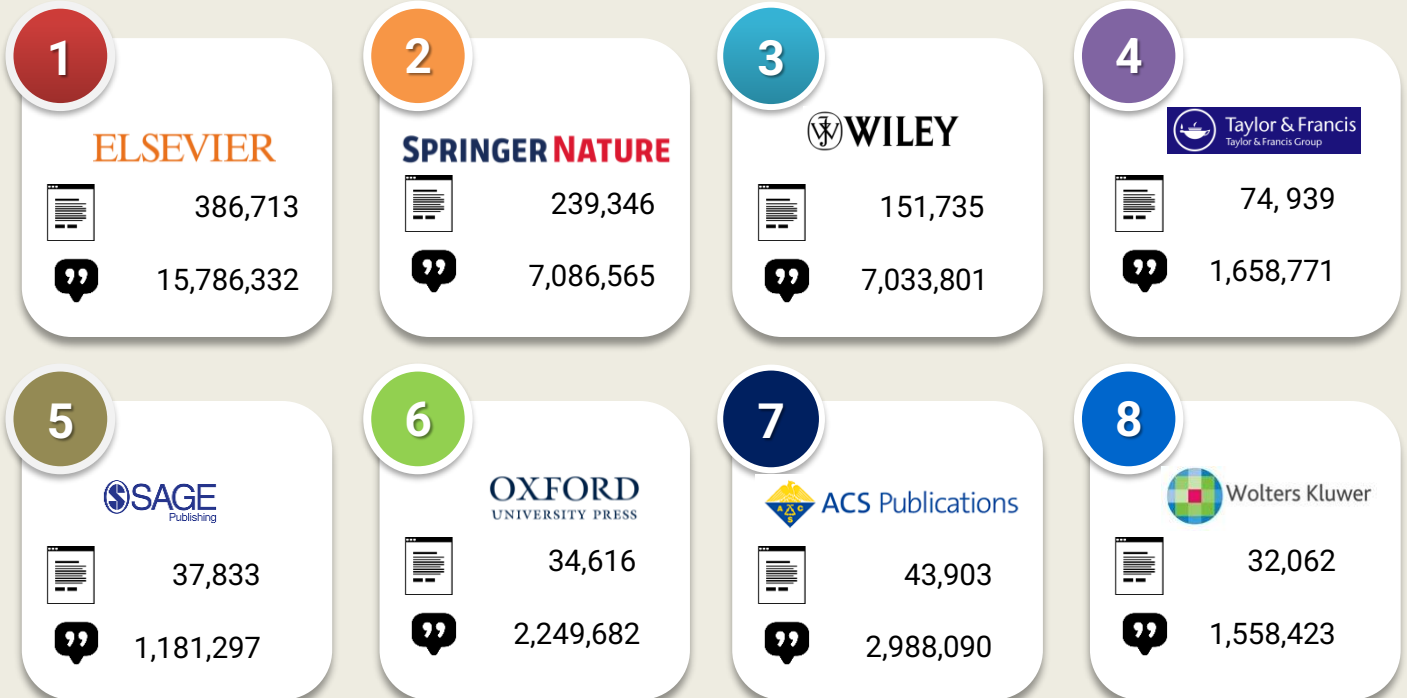 1
ELSEVIER
386,713
15,786,332
2
SPRINGER NATURE
239,346
7,086,565
3
WILEY
151,735
7,033,801
4
Taylor & Francis
Taylor & Francis Group
74, 939
1,658,771
5
SAGE
Publishing
37,833
1,181,297
6
OXFORD
UNIVERSITY PRESS
34,616
2,249,682
7
ACS
ACS Publications
43,903
2,988,090
8
Wolters Kluwer
32,062
1,558,423